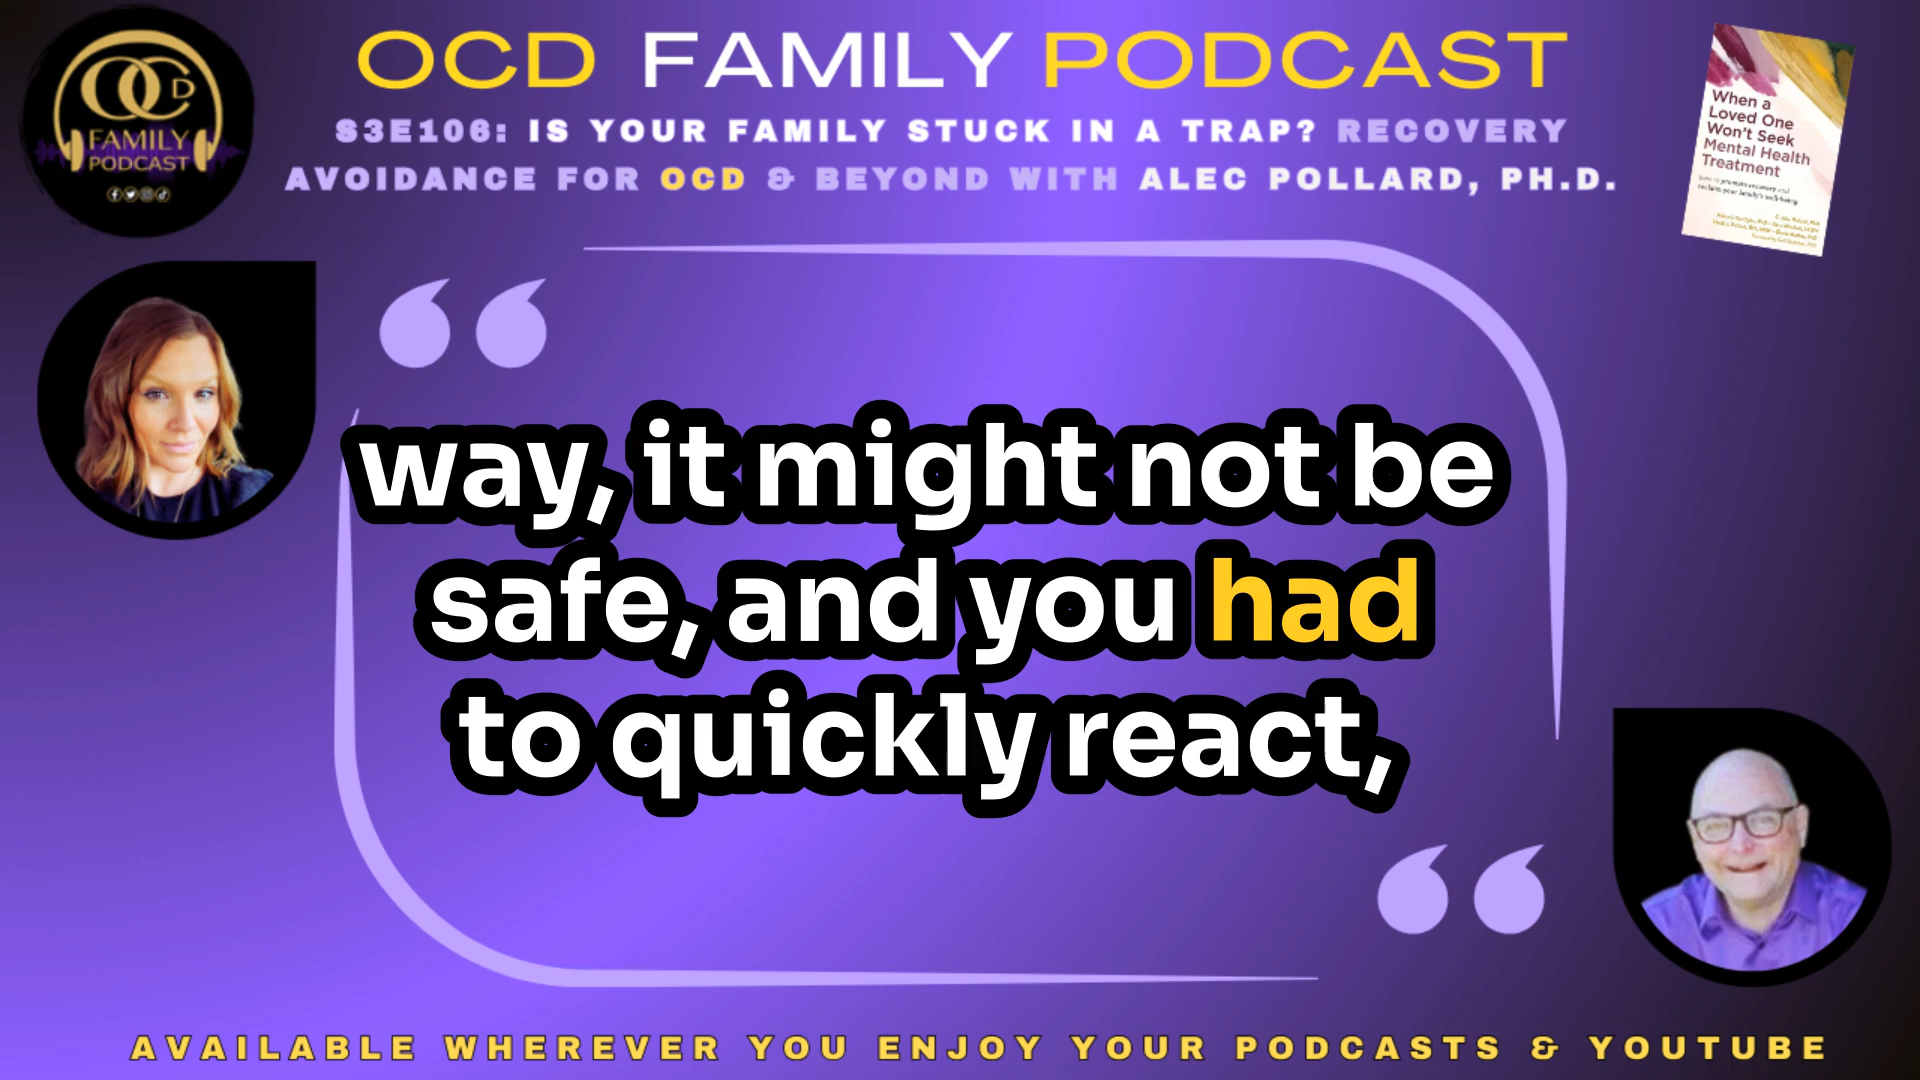 OCD FAMILY PODCAST
S3E106: IS YOUR FAMILY STUCK IN A TRAP? RECOVERY
AVOIDANCE FOR OCD & BEYOND WITH ALEC POLLARD, PH.D.
OCD
FAMILY
PODCAST
When a
Loved One
Won't Seek
Mental Health
Treatment
way, it might not be
safe, and you had
to quickly react,
AVAILABLE WHEREVER YOU ENJOY YOUR PODCASTS & YOUTUBE